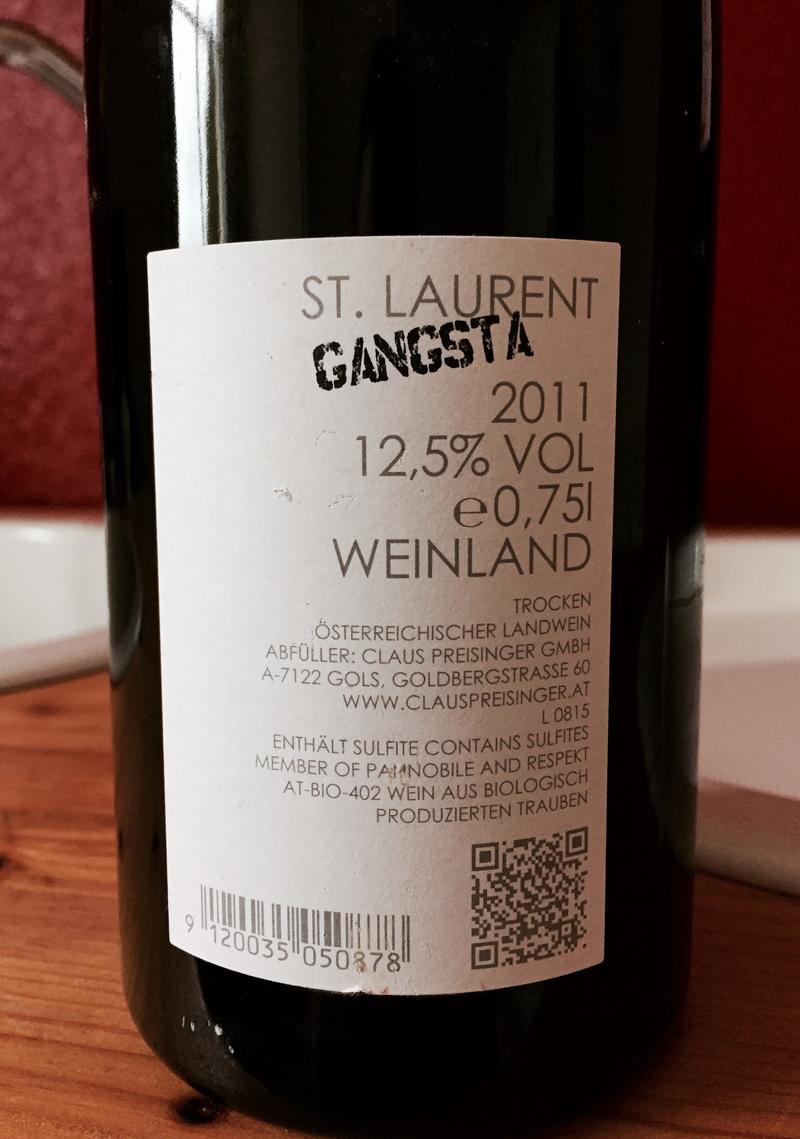 ST. LAURENT
GANGSTA
2011
12,5% VOL
e0,75l
WEINLAND
TROCKEN
ÖSTERREICHISCHER LANDWEIN
ABFÜLLER: CLAUS PREISINGER GMBH
A-7122 GOLS, GOLDBERGSTRASSE 60
WWW.CLAUSPREISINGER.AT
L 0815
ENTHÄLT SULFITE CONTAINS SULFITES
MEMBER OF PANNOBILE AND RESPEKT
AT-BIO-402 WEIN AUS BIOLOGISCH
PRODUZIERTEN TRAUBEN
9 120035 050878